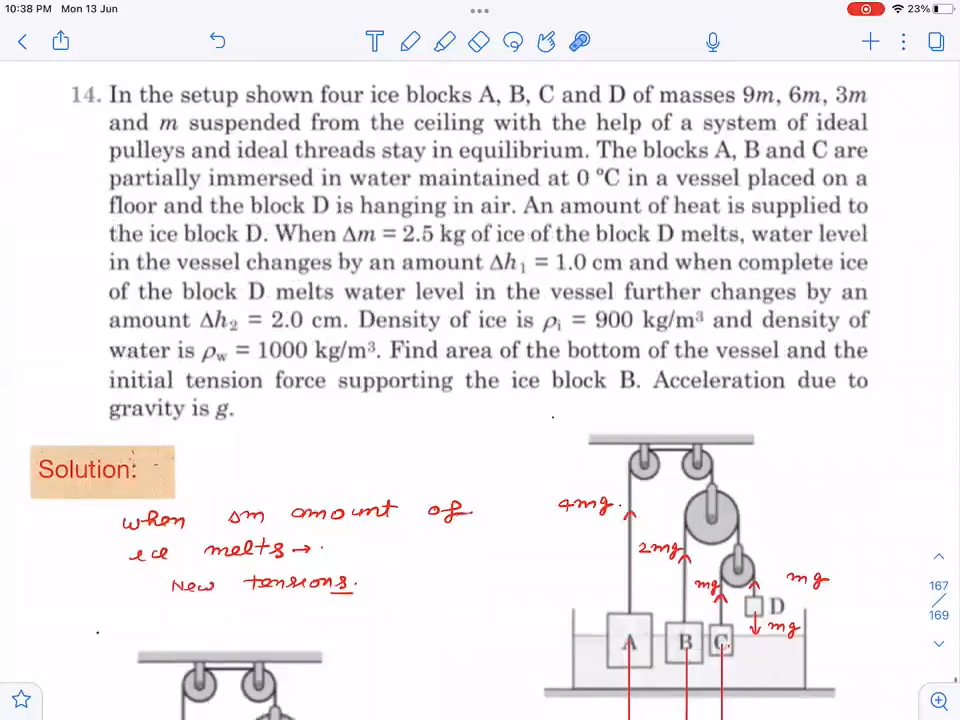 10:38 PM Mon 13 Jun
23%
14. In the setup shown four ice blocks A, B, C and D of masses 9m, 6m, 3m
and m suspended from the ceiling with the help of a system of ideal
pulleys and ideal threads stay in equilibrium. The blocks A, B and C are
partially immersed in water maintained at 0 ºC in a vessel placed on a
floor and the block D is hanging in air. An amount of heat is supplied to
the ice block D. When Δm = 2.5 kg of ice of the block D melts, water level
in the vessel changes by an amount Δh₁ = 1.0 cm and when complete ice
of the block D melts water level in the vessel further changes by an
amount Δh₂ = 2.0 cm. Density of ice is ρᵢ = 900 kg/m³ and density of
water is ρw = 1000 kg/m³. Find area of the bottom of the vessel and the
initial tension force supporting the ice block B. Acceleration due to
gravity is g.
Solution:
when Δm amount of
ice melts →
New tensions.
4mg.
2mg
mg
mg
D
mg
A
B
C
167
169